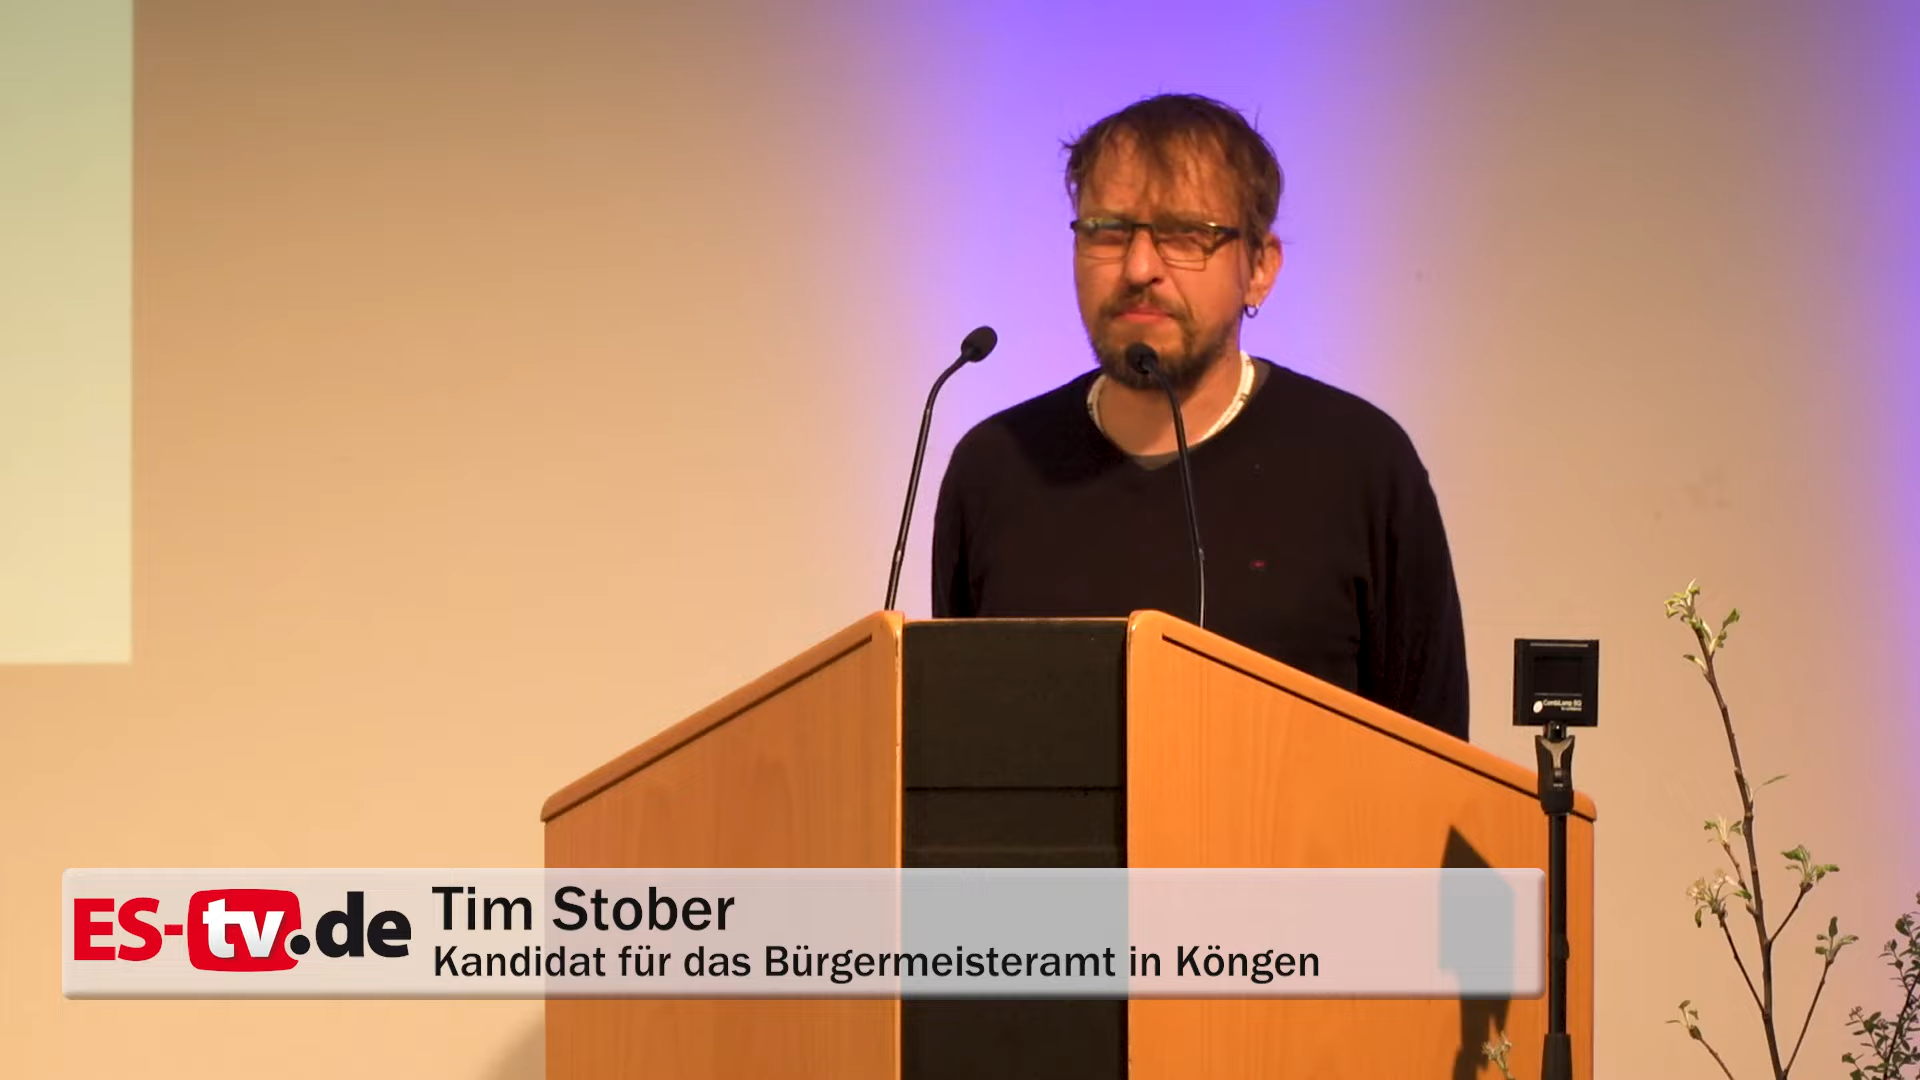 ES-tv.de
Tim Stober
Kandidat für das Bürgermeisteramt in Köngen